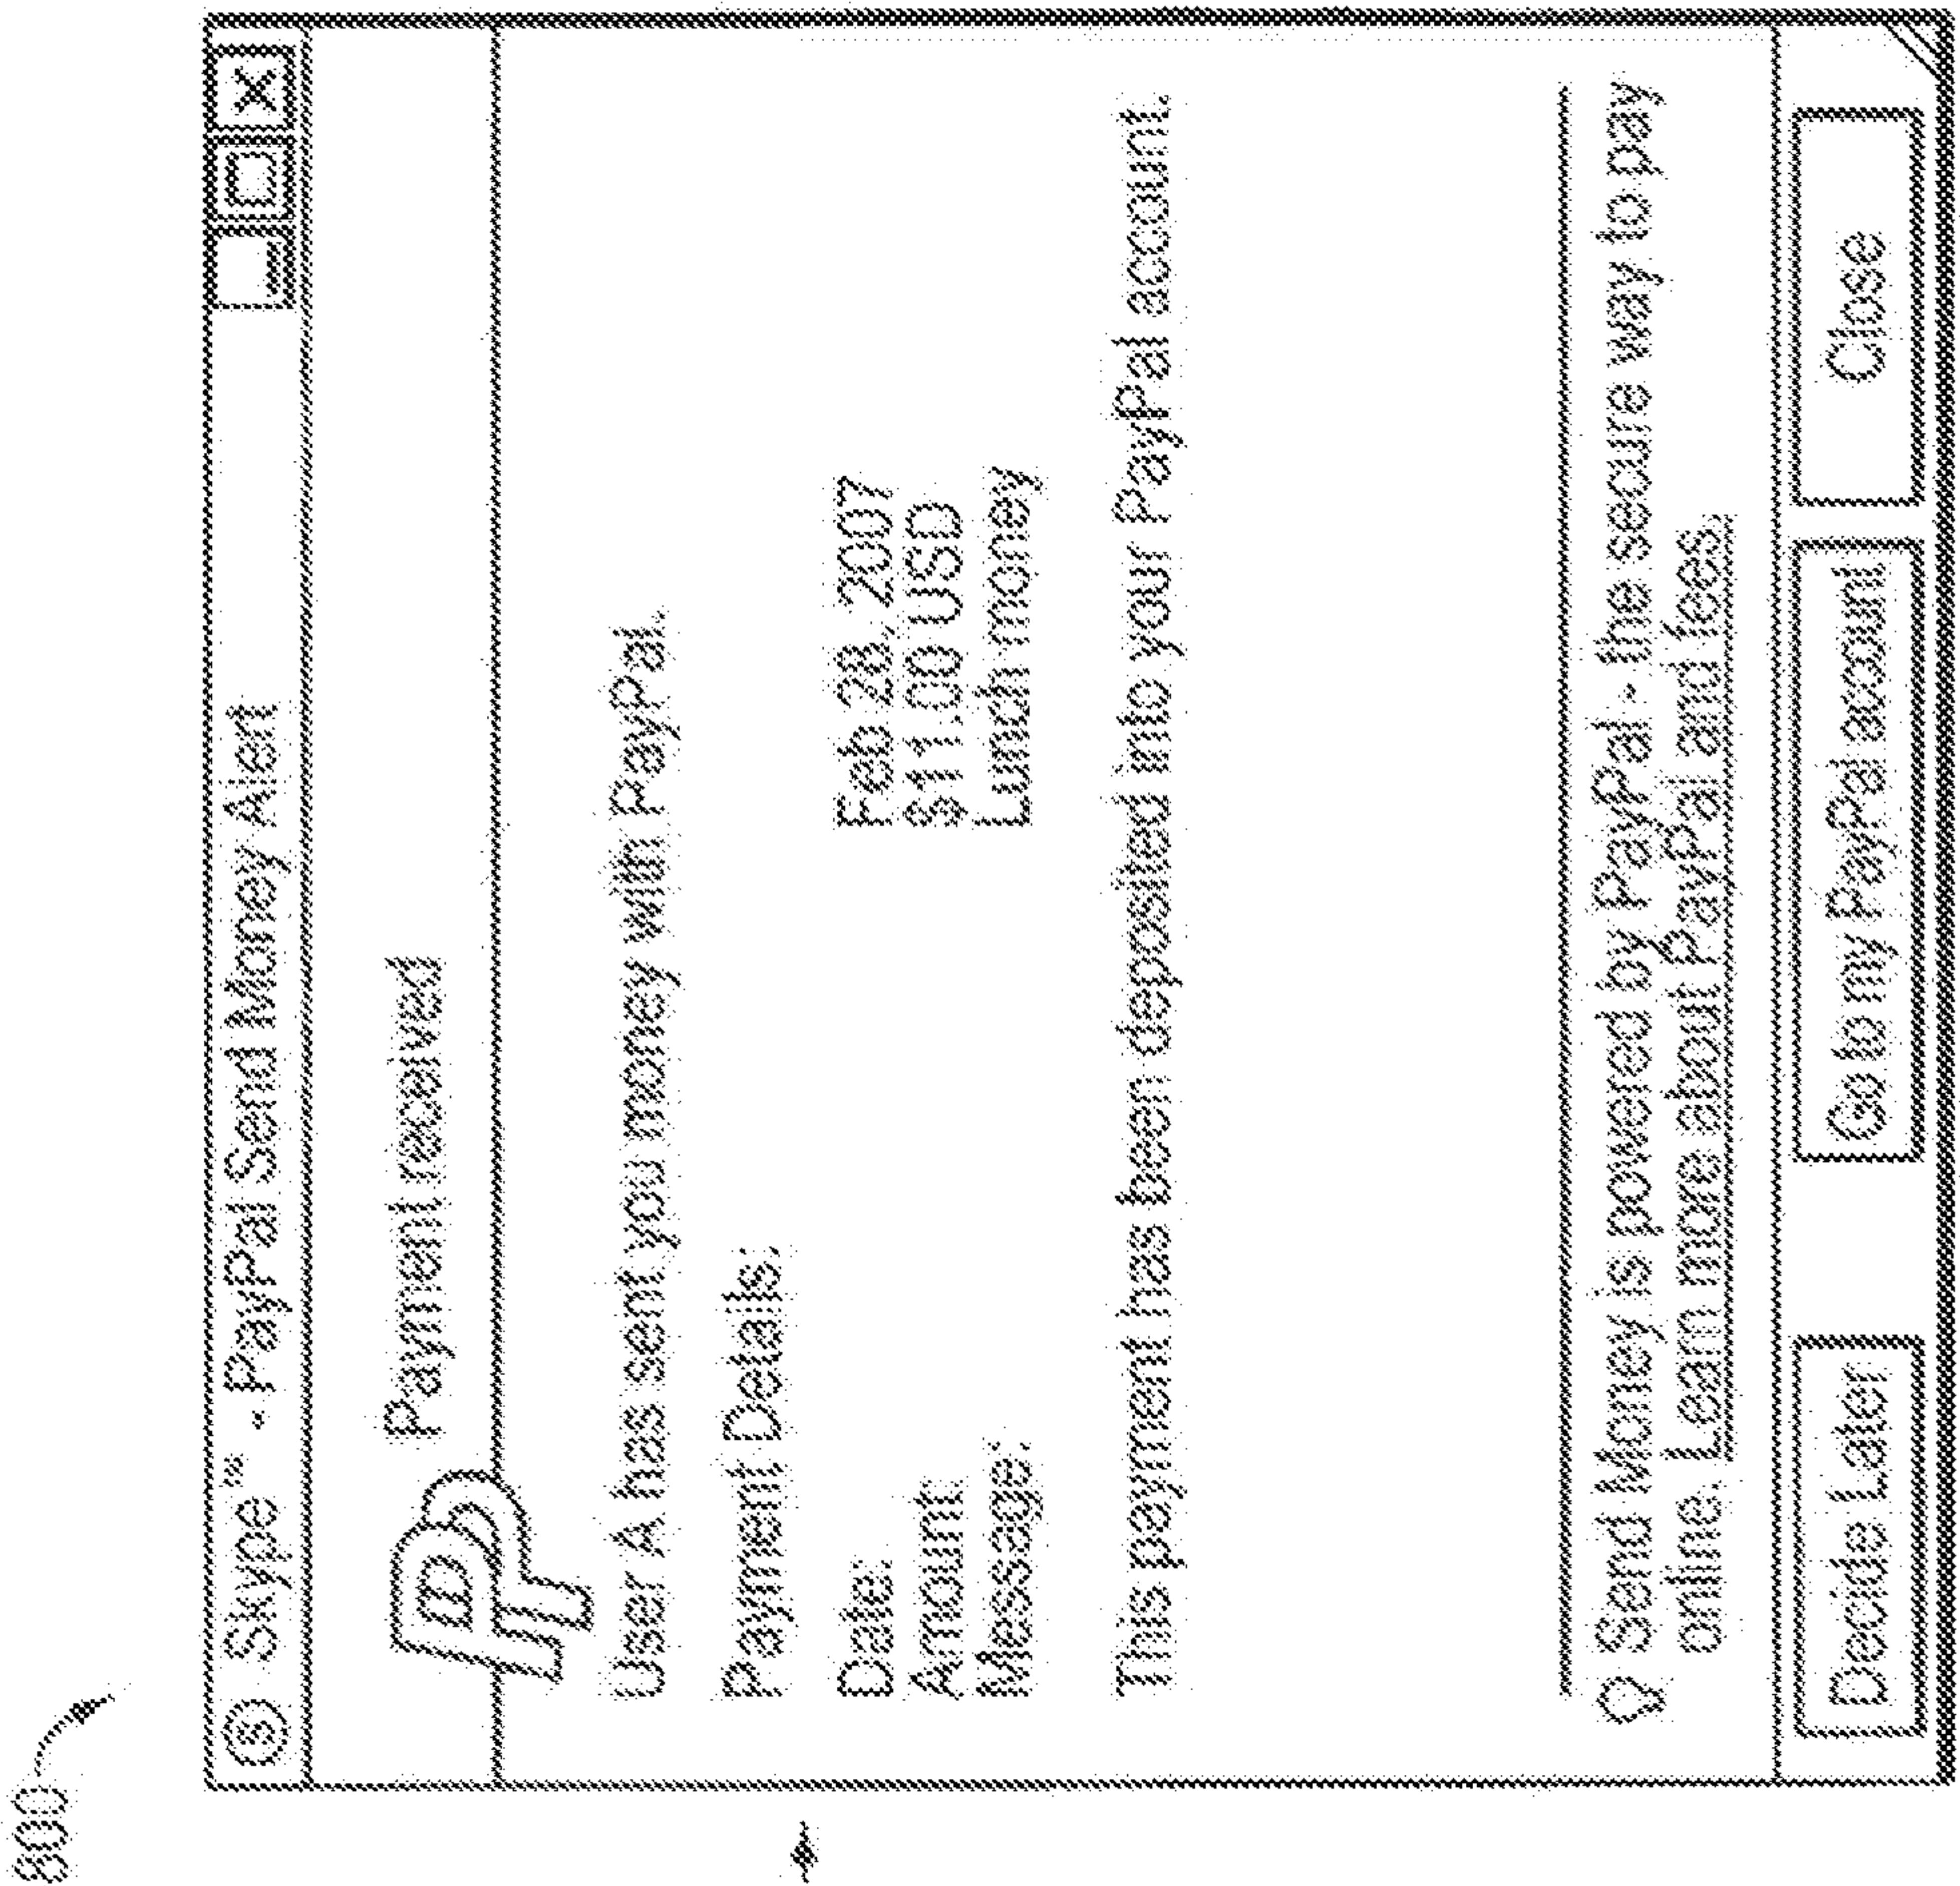 800
Skype™ - PayPal Send Money Alert
Payment received
User A has sent you money with PayPal.
Payment Details:
Date: Feb 28, 2007
Amount: $11.00 USD
Message: Lunch money
This payment has been deposited into your PayPal account.
Send Money is powered by PayPal - the secure way to pay
online. Learn more about PayPal and fees.
Decide Later Go to my PayPal account Close